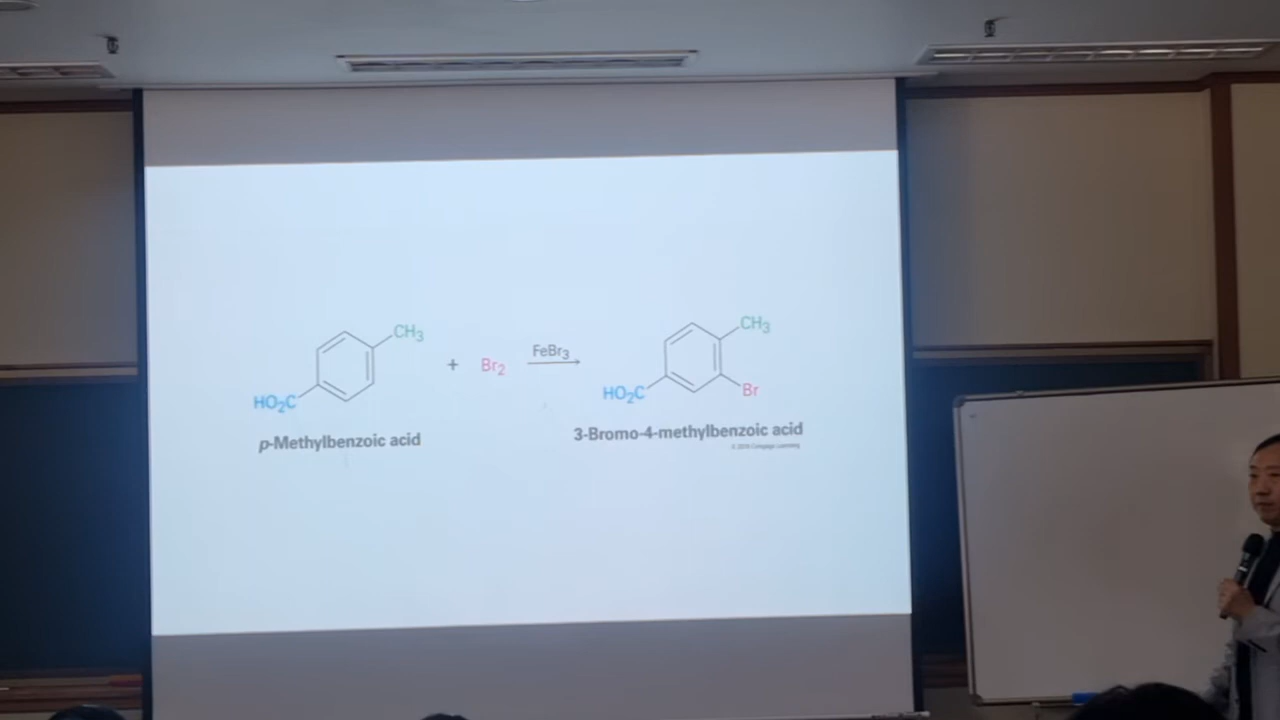 CH₃
+ Br₂
FeBr₃
HO₂C
p-Methylbenzoic acid
CH₃
HO₂C
Br
3-Bromo-4-methylbenzoic acid